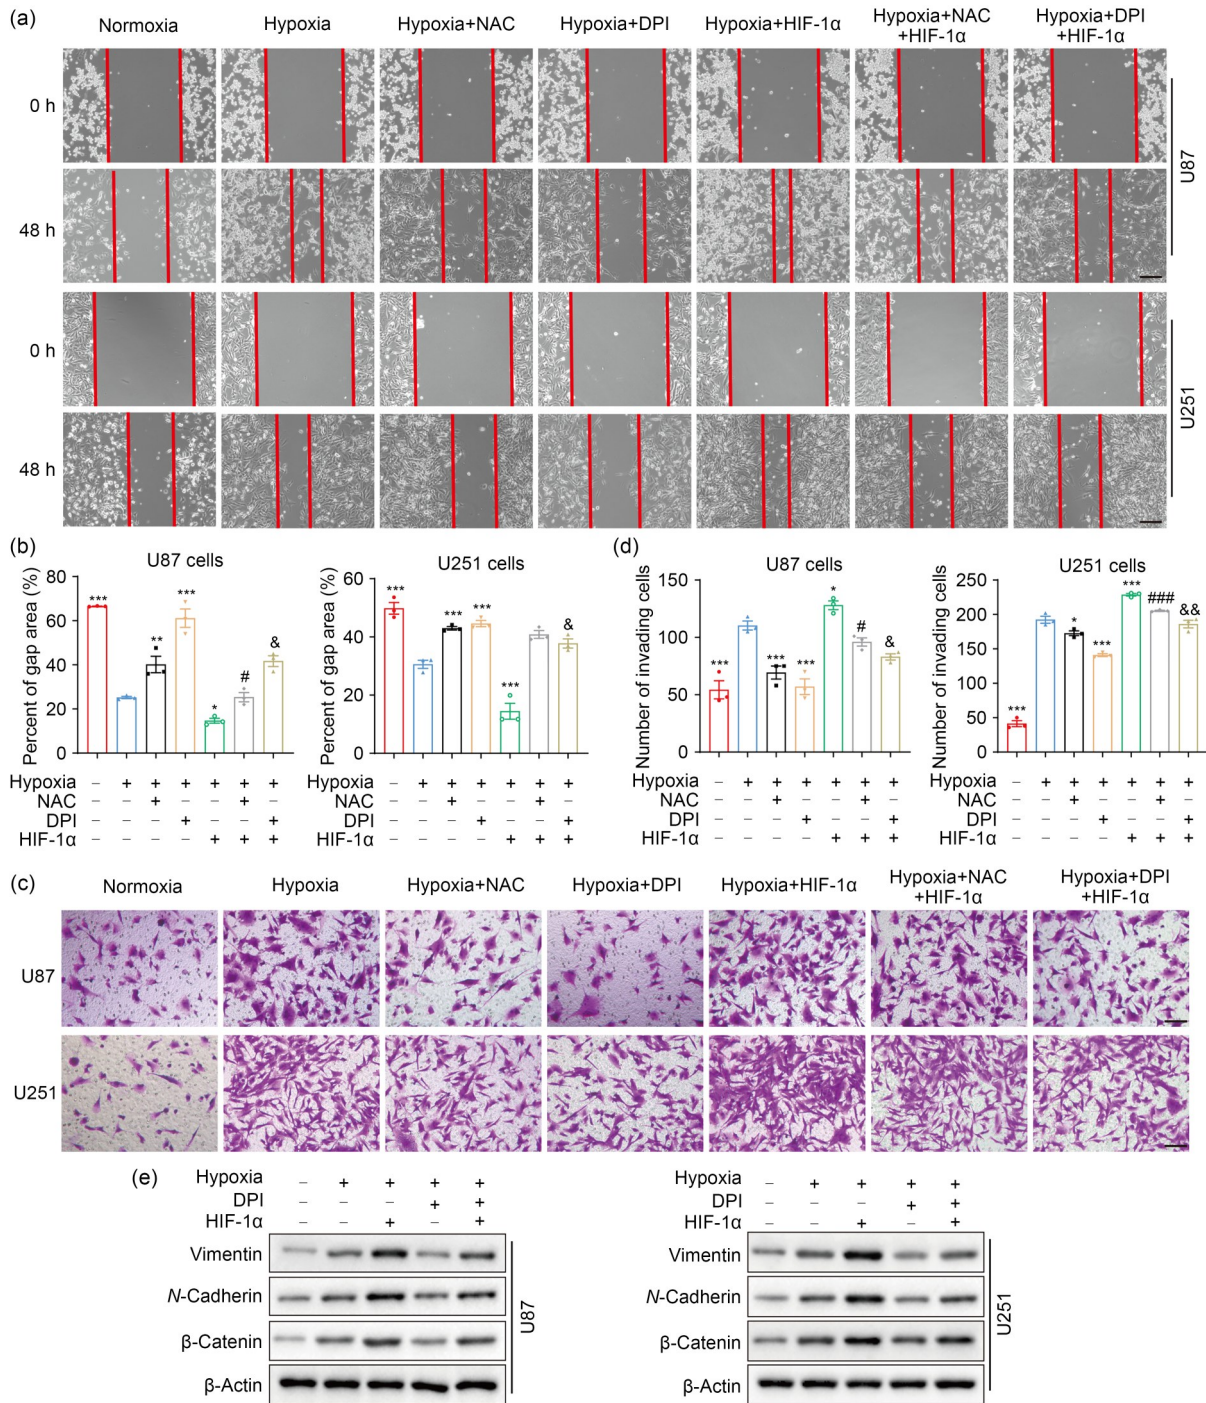 (a)
Normoxia Hypoxia Hypoxia+NAC Hypoxia+DPI Hypoxia+HIF-1α Hypoxia+NAC +HIF-1α Hypoxia+DPI +HIF-1α
0 h
48 h
U87
0 h
48 h
U251
(b)
U87 cells
Percent of gap area (%)
80
60
40
20
0
*** ** *** * # &
Hypoxia – + + + + + +
NAC – – + – – + –
DPI – – – + – – +
HIF-1α – – – – + + +
U251 cells
Percent of gap area (%)
60
40
20
0
*** *** *** *** &
Hypoxia – + + + + + +
NAC – – + – – + –
DPI – – – + – – +
HIF-1α – – – – + + +
(d)
U87 cells
Number of invading cells
150
100
50
0
*** *** *** * # &
Hypoxia – + + + + + +
NAC – – + – – + –
DPI – – – + – – +
HIF-1α – – – – + + +
U251 cells
Number of invading cells
250
200
150
100
50
0
*** * *** *** ### &&
– + + + + + +
– – + – – + –
– – – + – – +
– – – – + + +
(c)
Normoxia Hypoxia Hypoxia+NAC Hypoxia+DPI Hypoxia+HIF-1α Hypoxia+NAC +HIF-1α Hypoxia+DPI +HIF-1α
U87
U251
(e)
Hypoxia – + + + +
DPI – – – + +
HIF-1α – – + – +
Vimentin
N-Cadherin
β-Catenin
β-Actin
U87
Hypoxia – + + + +
DPI – – – + +
HIF-1α – – + – +
Vimentin
N-Cadherin
β-Catenin
β-Actin
U251